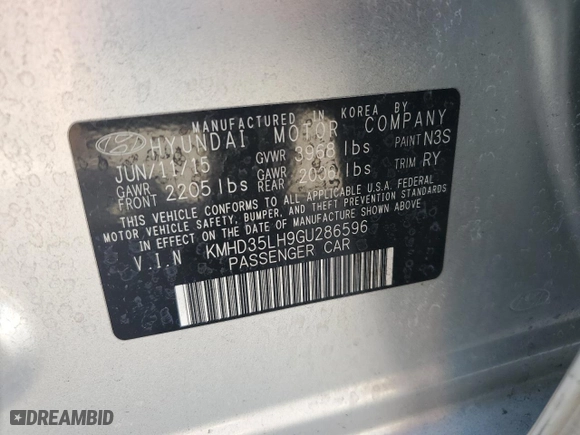 MANUFACTURED IN KOREA BY
HYUNDAI MOTOR COMPANY
JUN/11/15 GVWR 3968 lbs PAINT N3S
GAWR FRONT 2205 lbs GAWR REAR 2006 lbs TRIM RY
THIS VEHICLE CONFORMS TO ALL APPLICABLE U.S.A. FEDERAL
MOTOR VEHICLE SAFETY, BUMPER, AND THEFT PREVENTION STANDARDS
IN EFFECT ON THE DATE OF MANUFACTURE SHOWN ABOVE.
V.I.N KMHD35LH9GU286596
PASSENGER CAR
DREAMBID